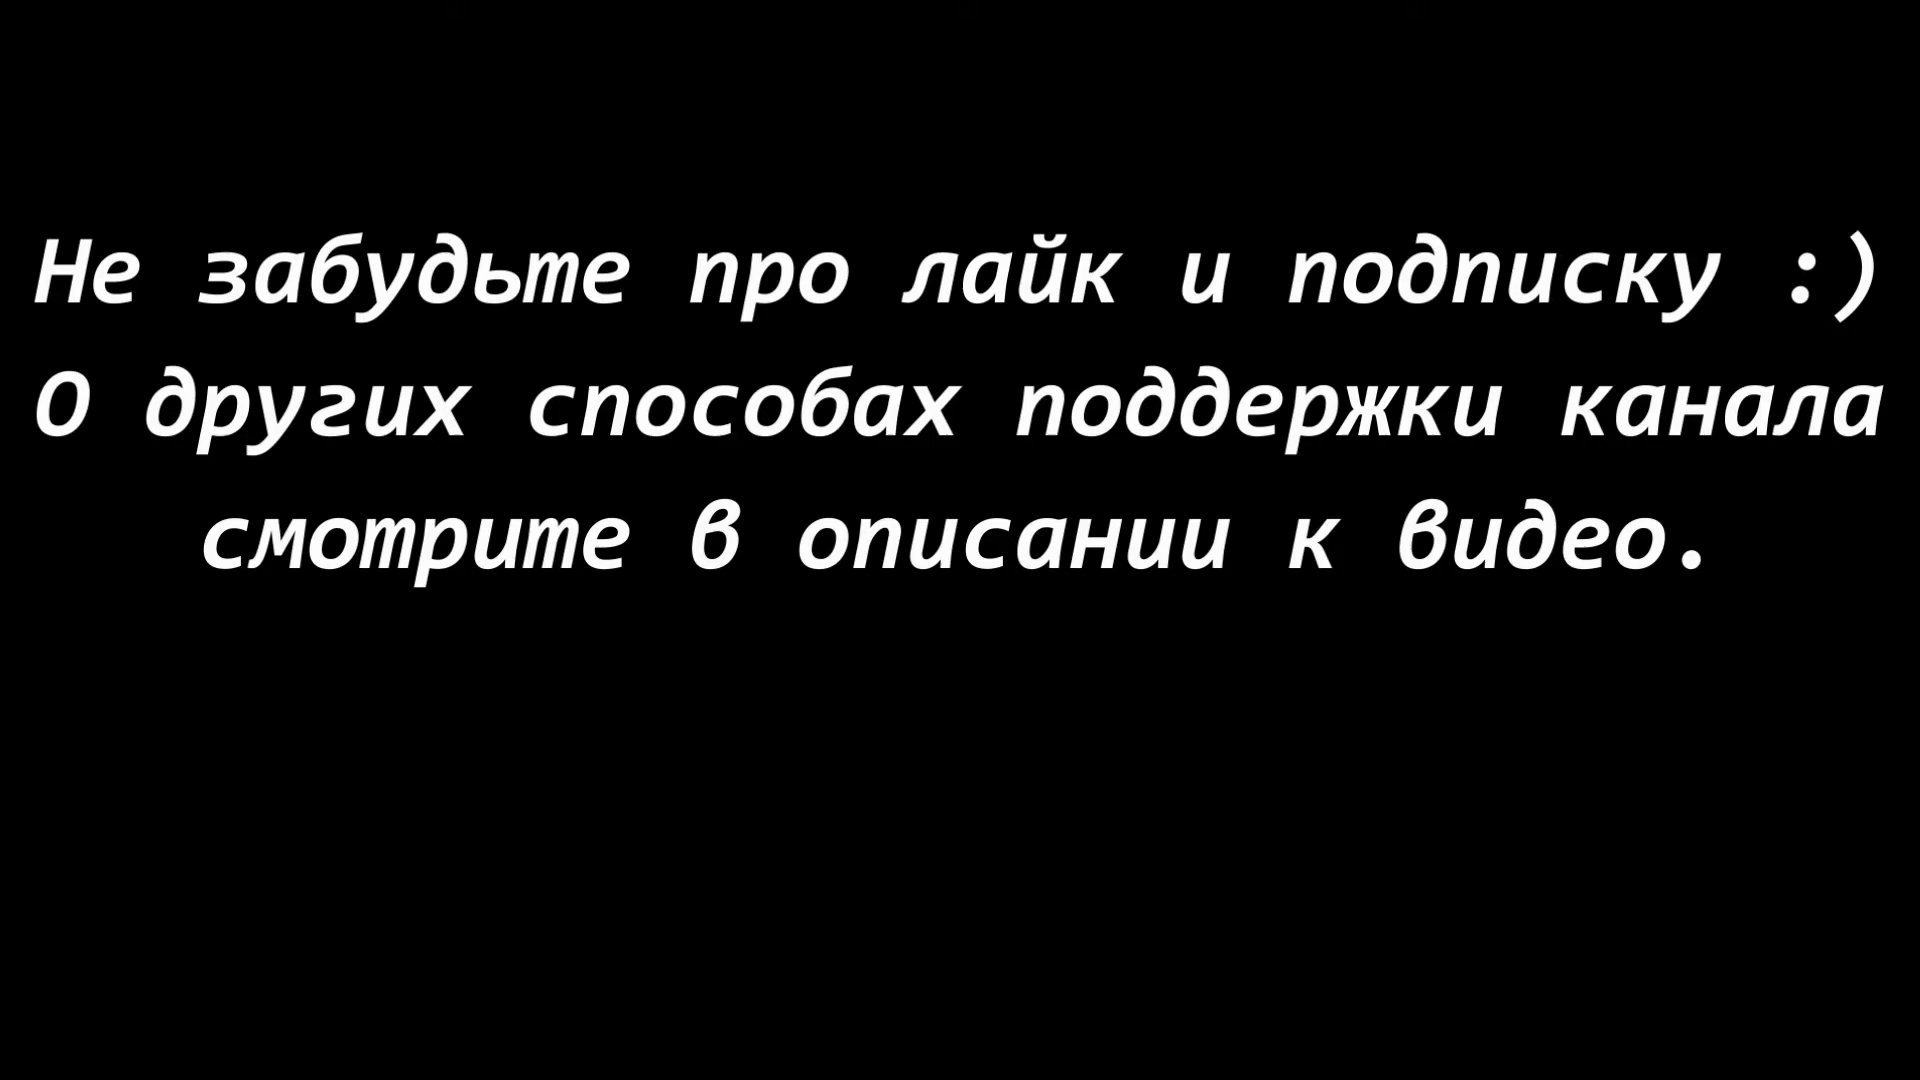 Не забудьте про лайк и подписку :)
О других способах поддержки канала
смотрите в описании к видео.